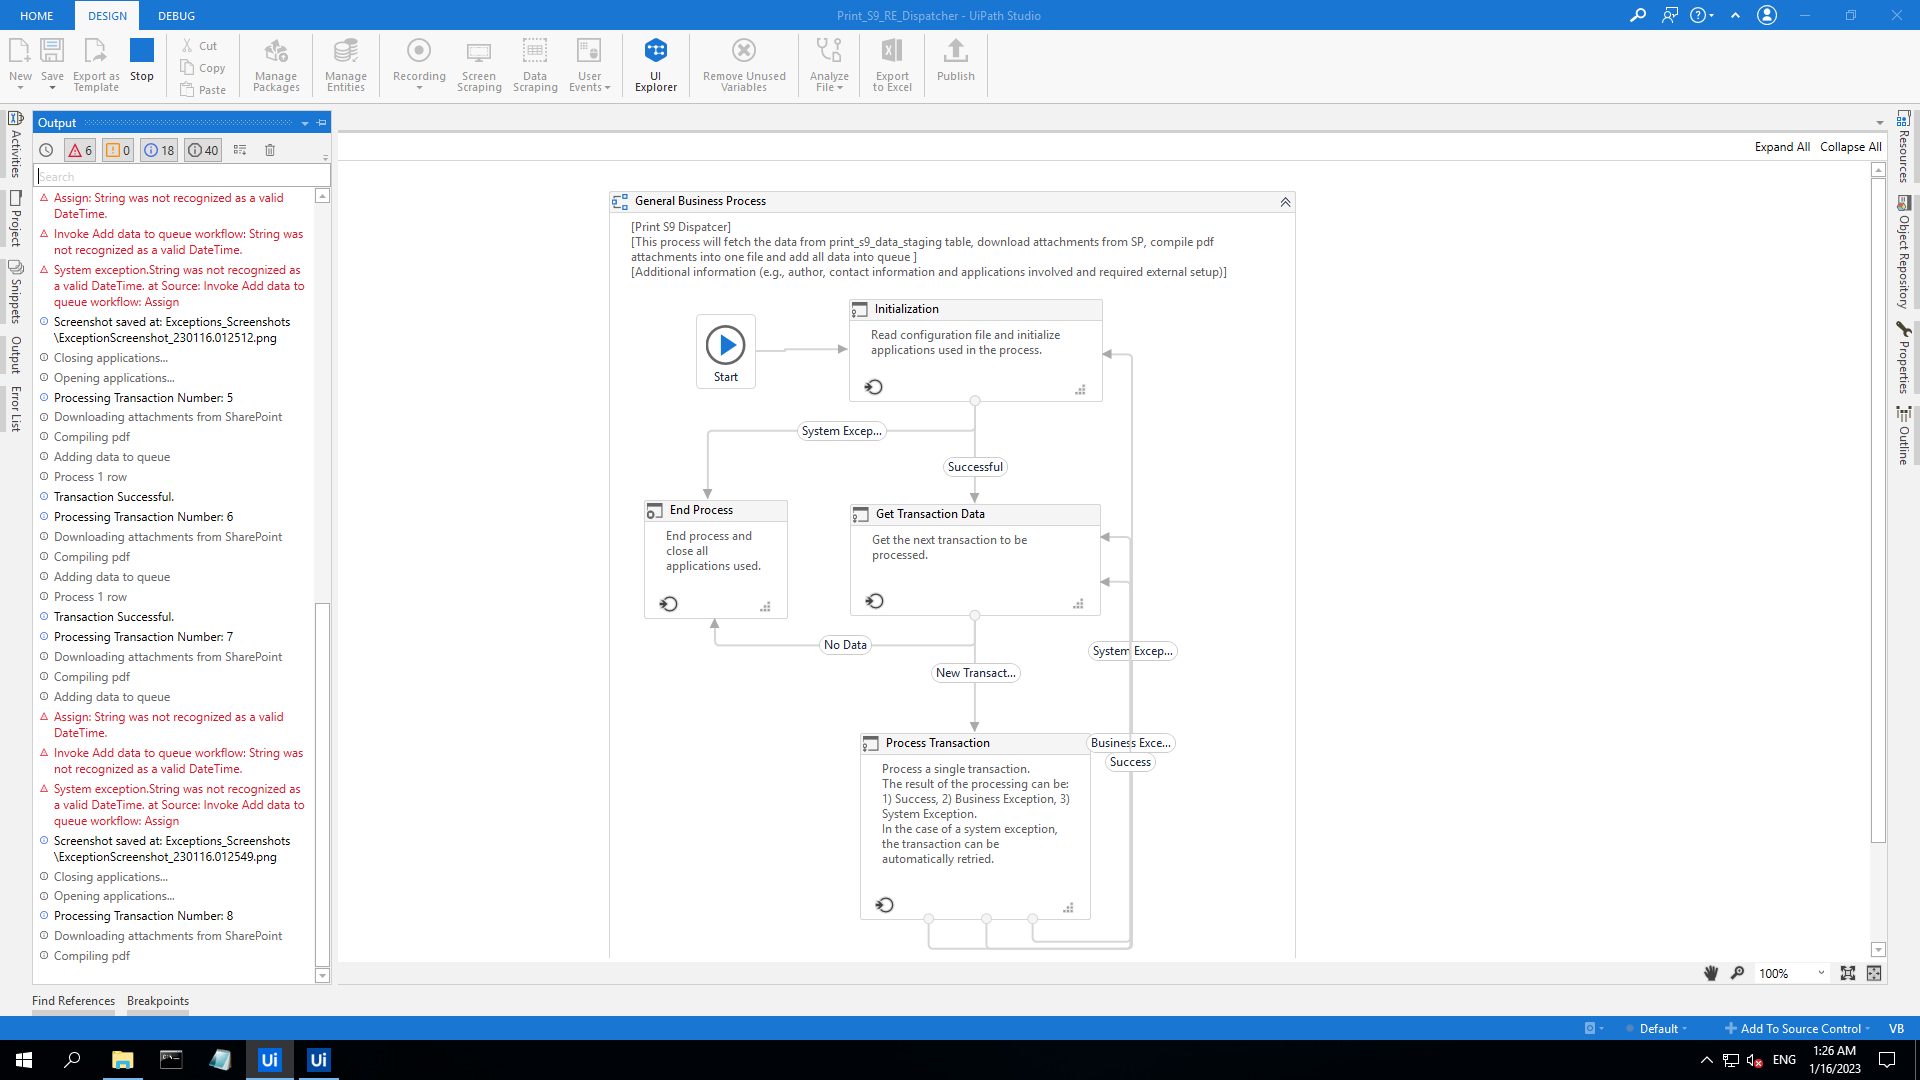 HOME
DESIGN
DEBUG
Print_S9_RE_Dispatcher - UiPath Studio
New
Save
Export as
Template
Stop
Cut
Copy
Paste
Manage
Packages
Manage
Entities
Recording
Screen
Scraping
Data
Scraping
User
Events
UI
Explorer
Remove Unused
Variables
Analyze
File
Export
to Excel
Publish
Activities
Project
Snippets
Output
Error List
Output
6
0
18
40
Search
Assign: String was not recognized as a valid
DateTime.
Invoke Add data to queue workflow: String was
not recognized as a valid DateTime.
System exception.String was not recognized as
a valid DateTime. at Source: Invoke Add data to
queue workflow: Assign
Screenshot saved at: Exceptions_Screenshots
\ExceptionScreenshot_230116.012512.png
Closing applications...
Opening applications...
Processing Transaction Number: 5
Downloading attachments from SharePoint
Compiling pdf
Adding data to queue
Process 1 row
Transaction Successful.
Processing Transaction Number: 6
Downloading attachments from SharePoint
Compiling pdf
Adding data to queue
Process 1 row
Transaction Successful.
Processing Transaction Number: 7
Downloading attachments from SharePoint
Compiling pdf
Adding data to queue
Assign: String was not recognized as a valid
DateTime.
Invoke Add data to queue workflow: String was
not recognized as a valid DateTime.
System exception.String was not recognized as
a valid DateTime. at Source: Invoke Add data to
queue workflow: Assign
Screenshot saved at: Exceptions_Screenshots
\ExceptionScreenshot_230116.012549.png
Closing applications...
Opening applications...
Processing Transaction Number: 8
Downloading attachments from SharePoint
Compiling pdf
Find References
Breakpoints
Expand All
Collapse All
General Business Process
[Print S9 Dispatcer]
[This process will fetch the data from print_s9_data_staging table, download attachments from SP, compile pdf
attachments into one file and add all data into queue ]
[Additional information (e.g., author, contact information and applications involved and required external setup)]
Start
Initialization
Read configuration file and initialize
applications used in the process.
System Excep...
Successful
End Process
End process and
close all
applications used.
Get Transaction Data
Get the next transaction to be
processed.
No Data
New Transact...
System Excep...
Business Exce...
Success
Process Transaction
Process a single transaction.
The result of the processing can be:
1) Success, 2) Business Exception, 3)
System Exception.
In the case of a system exception,
the transaction can be
automatically retried.
100%
Resources
Object Repository
Properties
Outline
Default
Add To Source Control
VB
Ui
Ui
ENG
1:26 AM
1/16/2023